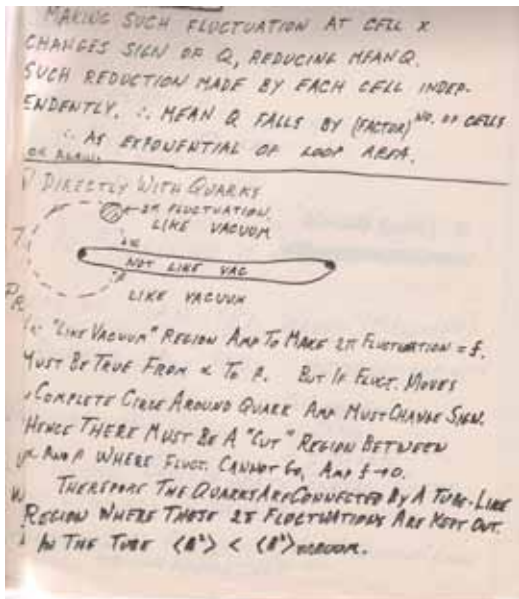 MAKING SUCH FLUCTUATION AT CELL X
CHANGES SIGN OF Q, REDUCING MEAN Q.
SUCH REDUCTION MADE BY EACH CELL INDEP-
ENDENTLY. ∴ MEAN Q FALLS BY (FACTOR)^NO. OF CELLS
∴ AS EXPONENTIAL OF LOOP AREA.
DIRECTLY WITH QUARKS
2π FLUCTUATION
LIKE VACUUM
α
NOT LIKE VAC
β
LIKE VACUUM
"LIKE VACUUM" REGION AMP TO MAKE 2π FLUCTUATION = f.
MUST BE TRUE FROM α TO β. BUT IF FLUCT. MOVES
COMPLETE CIRCLE AROUND QUARK AMP MUST CHANGE SIGN.
HENCE THERE MUST BE A "CUT" REGION BETWEEN
α AND β WHERE FLUCT. CANNOT GO, AMP f→0.
THEREFORE THE QUARKS ARE CONNECTED BY A TUBE-LIKE
REGION WHERE THESE 2π FLUCTUATIONS ARE KEPT OUT.
IN THE TUBE ⟨B²⟩ < ⟨B²⟩VACUUM.